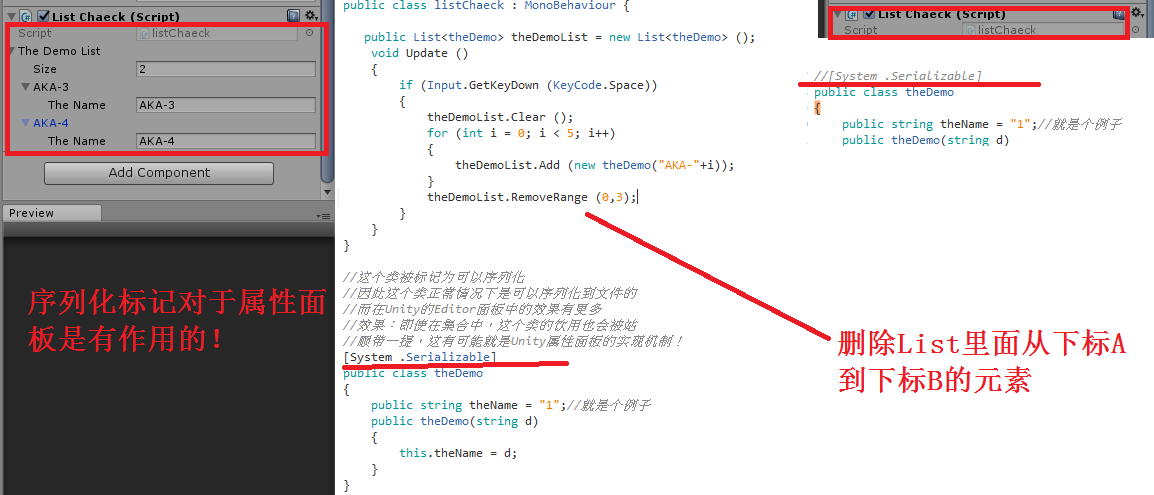 List Chaeck (Script)
Script
listChaeck
The Demo List
Size
2
AKA-3
The Name
AKA-3
AKA-4
The Name
AKA-4
Add Component
Preview
序列化标记对于属性面
板是有作用的！
public class listChaeck : MonoBehaviour {
public List<theDemo> theDemoList = new List<theDemo> ();
void Update ()
{
if (Input.GetKeyDown (KeyCode.Space))
{
theDemoList.Clear ();
for (int i = 0; i < 5; i++)
{
theDemoList.Add (new theDemo("AKA-"+i));
}
theDemoList.RemoveRange (0,3);
}
}
}
//这个类被标记为可以序列化
//因此这个类正常情况下是可以序列化到文件的
//而在Unity的Editor面板中的效果有更多
//效果：即使在集合中，这个类的饮用也会被站
//顺带一提，这有可能就是Unity属性面板的实现机制！
[System .Serializable]
public class theDemo
{
public string theName = "1";//就是个例子
public theDemo(string d)
{
this.theName = d;
}
}
List Chaeck (Script)
Script
listChaeck
//[System .Serializable]
public class theDemo
{
public string theName = "1";//就是个例子
public theDemo(string d)
删除List里面从下标A
到下标B的元素